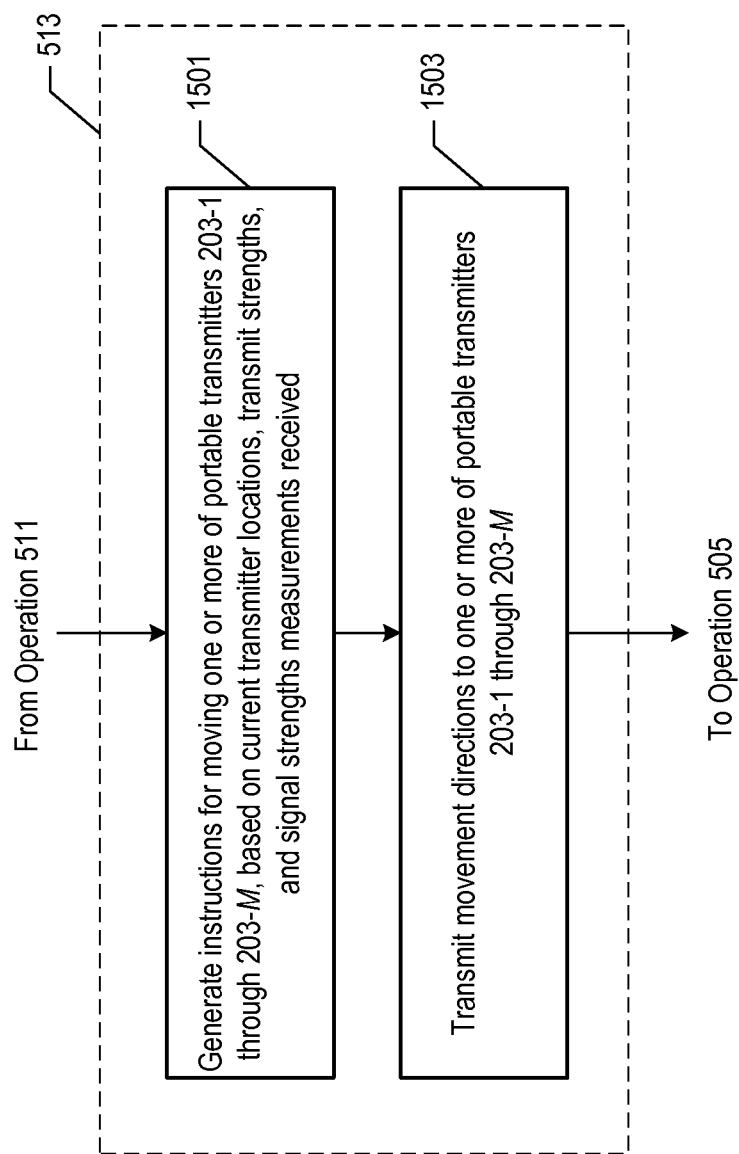 From Operation 511
513
1501
Generate instructions for moving one or more of portable transmitters 203-1
through 203-M, based on current transmitter locations, transmit strengths,
and signal strengths measurements received
1503
Transmit movement directions to one or more of portable transmitters
203-1 through 203-M
To Operation 505